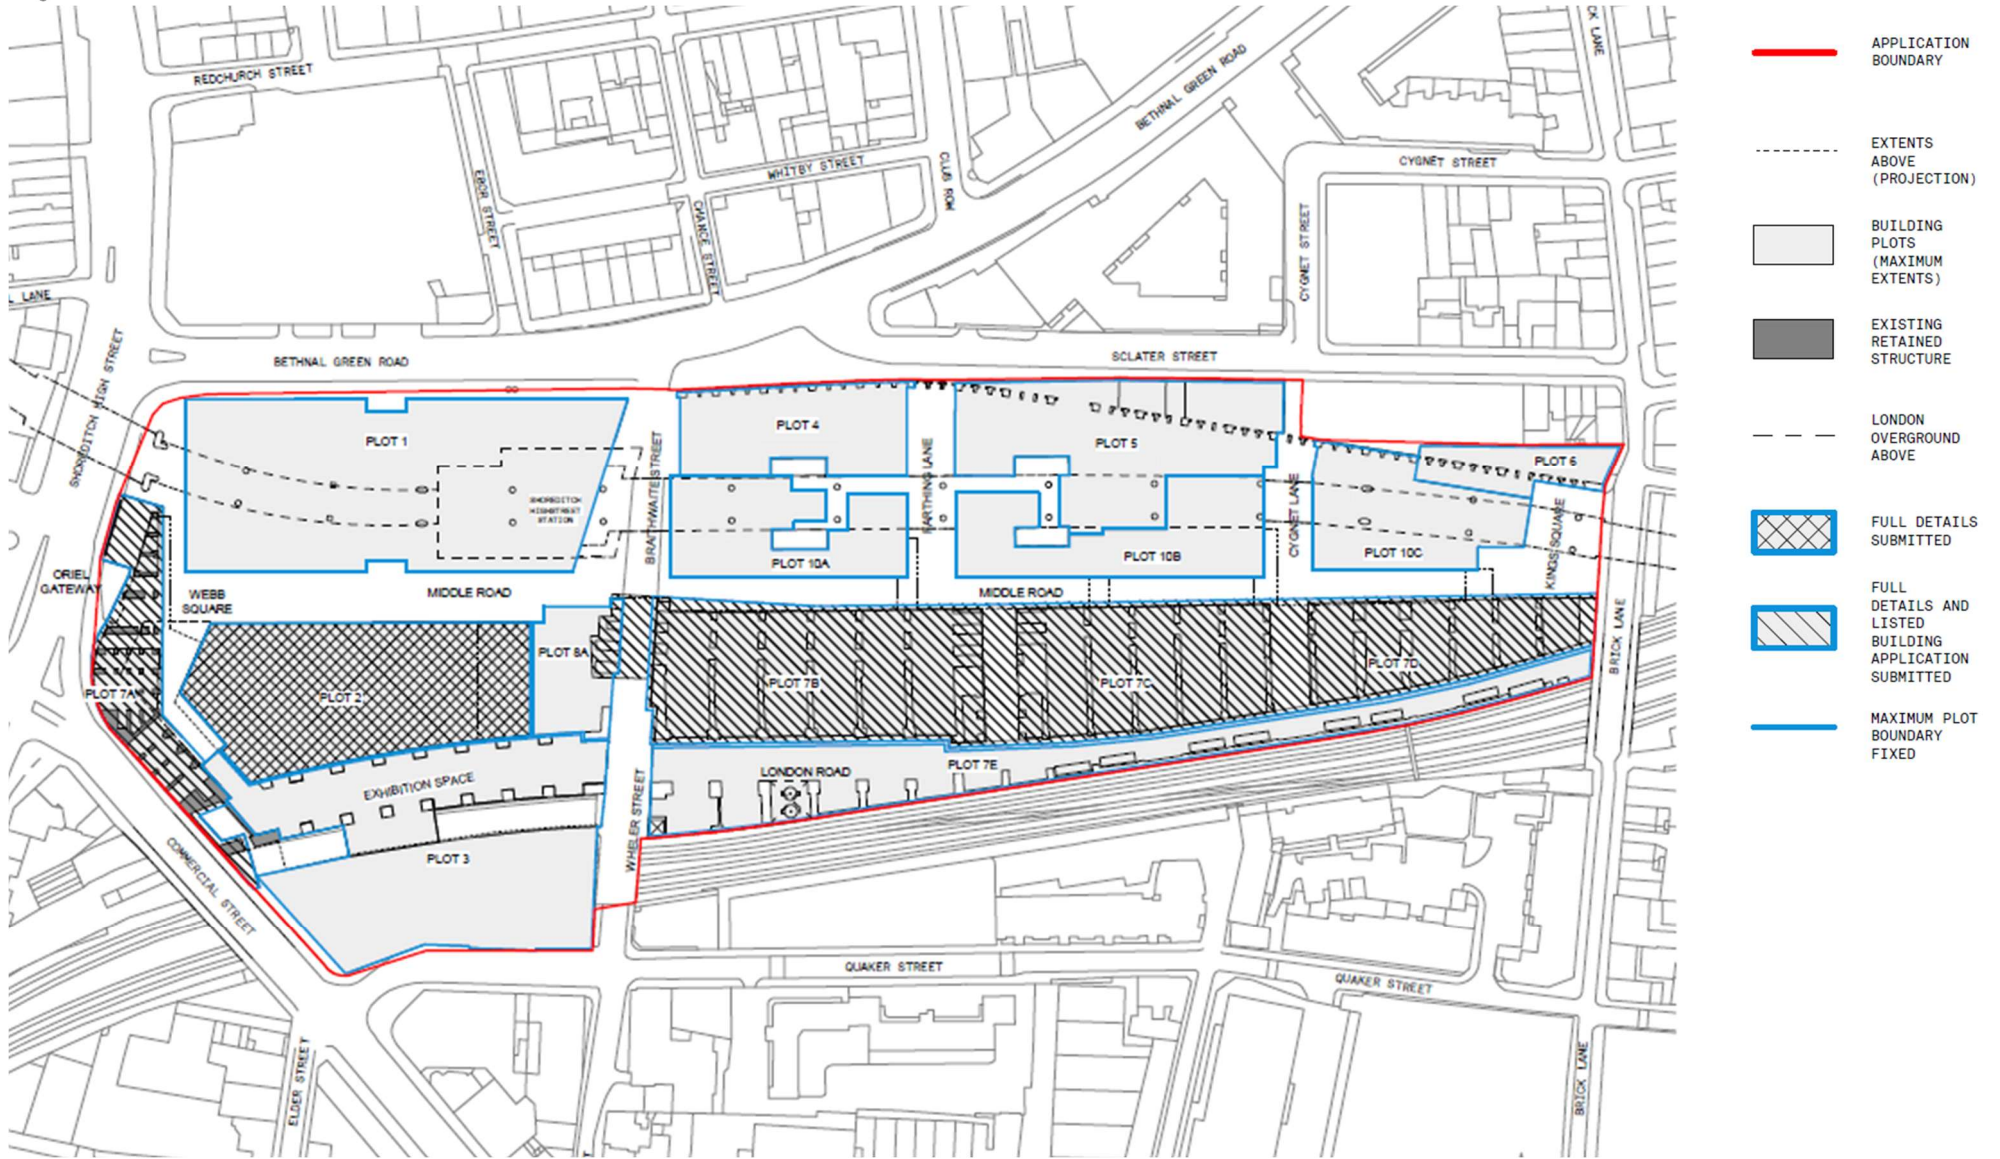 REDCHURCH STREET
EBOR STREET
CHANCE STREET
WHITBY STREET
CLUB ROW
BETHNAL GREEN ROAD
CYGNET STREET
CYGNET STREET
CK LANE
L LANE
SHOREDITCH HIGH STREET
BETHNAL GREEN ROAD
SCLATER STREET
PLOT 1
PLOT 4
PLOT 5
PLOT 6
SHOREDITCH
HIGHSTREET
STATION
BRAITHWAITE STREET
FARTHING LANE
CYGNET LANE
KINGS SQUARE
PLOT 10A
PLOT 10B
PLOT 10C
ORIEL
GATEWAY
WEBB
SQUARE
MIDDLE ROAD
MIDDLE ROAD
BRICK LANE
PLOT 7A
PLOT 2
PLOT 8A
PLOT 7B
PLOT 7C
PLOT 7D
PLOT 7E
EXHIBITION SPACE
LONDON ROAD
WHELER STREET
PLOT 3
COMMERCIAL STREET
QUAKER STREET
QUAKER STREET
ELDER STREET
BRICK LANE
APPLICATION
BOUNDARY
EXTENTS
ABOVE
(PROJECTION)
BUILDING
PLOTS
(MAXIMUM
EXTENTS)
EXISTING
RETAINED
STRUCTURE
LONDON
OVERGROUND
ABOVE
FULL DETAILS
SUBMITTED
FULL
DETAILS AND
LISTED
BUILDING
APPLICATION
SUBMITTED
MAXIMUM PLOT
BOUNDARY
FIXED